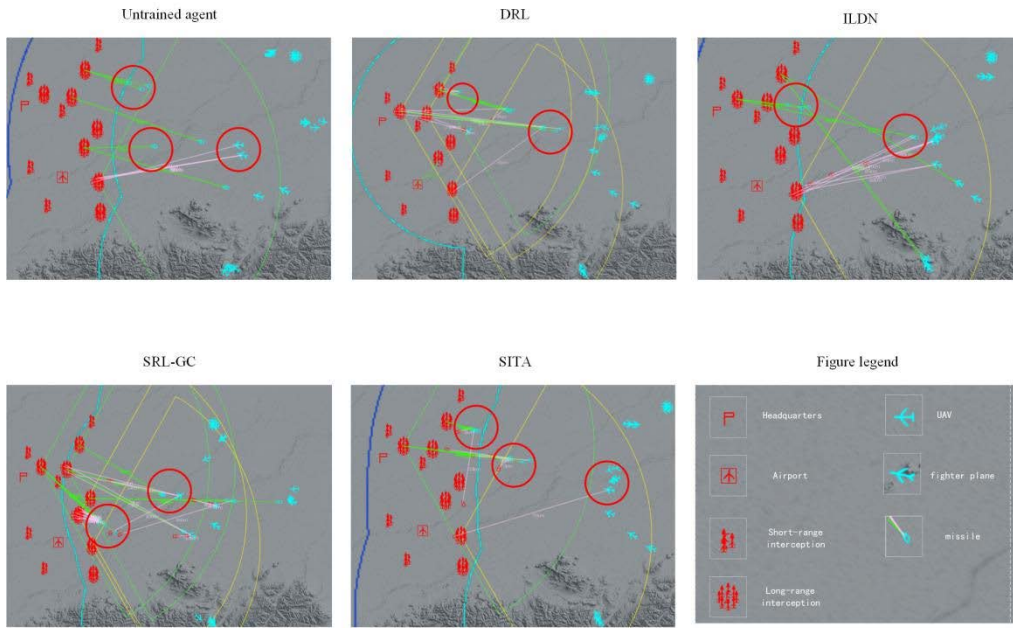 Untrained agent
DRL
ILDN
SRL-GC
SITA
Figure legend
Headquarters
UAV
Airport
fighter plane
Short-range
interception
missile
Long-range
interception